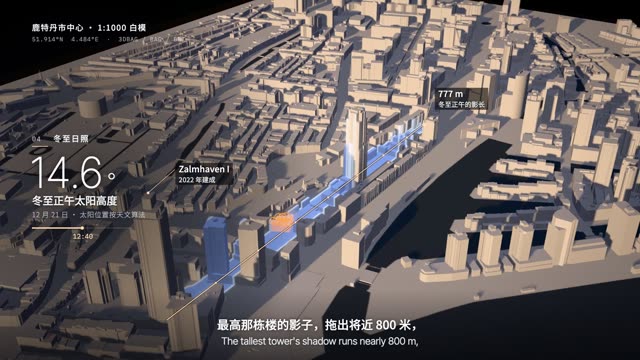 鹿特丹市中心 · 1:1000 白模
51.914°N 4.484°E · 3DBAG /
777 m
冬至正午的影长
04 冬至日照
14.6°
冬至正午太阳高度
12 月 21 日 · 太阳位置按天文算法
12:40
Zalmhaven I
2022 年建成
最高那栋楼的影子，拖出将近 800 米，
The tallest tower's shadow runs nearly 800 m,